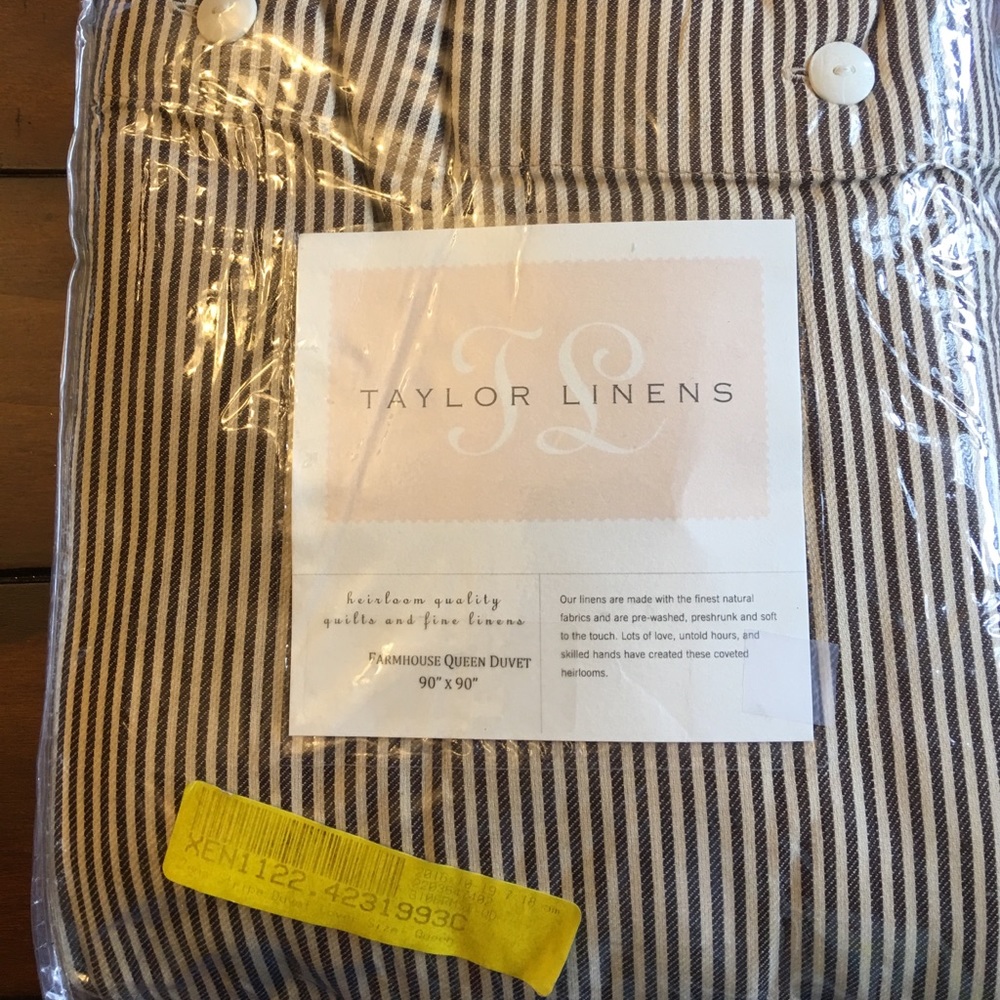 TL
TAYLOR LINENS
heirloom quality
quilts and fine linens
FARMHOUSE QUEEN DUVET
90" x 90"
Our linens are made with the finest natural
fabrics and are pre-washed, preshrunk and soft
to the touch. Lots of love, untold hours, and
skilled hands have created these coveted
heirlooms.
XEN1122.4231993C